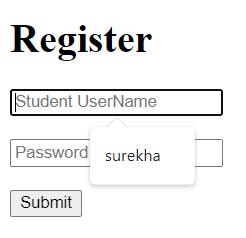 Register
Student UserName
Password
surekha
Submit